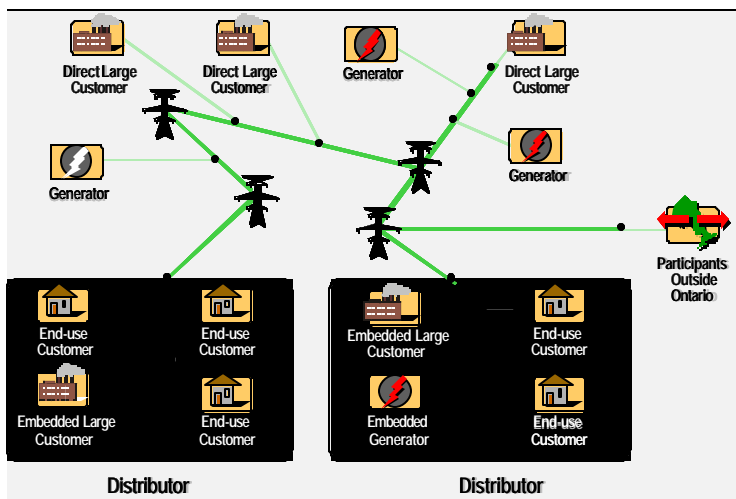 Direct Large
Customer
Direct Large
Customer
Generator
Direct Large
Customer
Generator
Generator
Participants
Outside
Ontario
End-use
Customer
End-use
Customer
Embedded Large
Customer
End-use
Customer
Embedded Large
Customer
End-use
Customer
Embedded
Generator
End-use
Customer
Distributor
Distributor